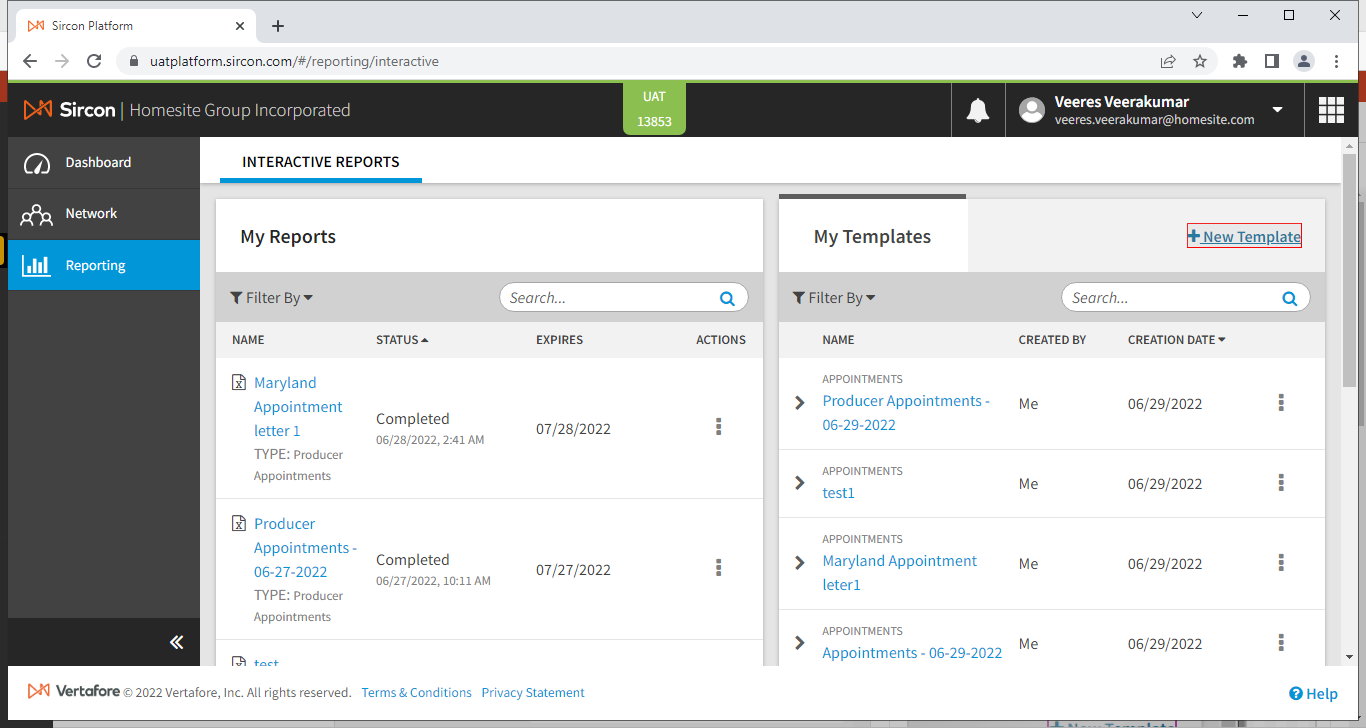 Sircon Platform
uatplatform.sircon.com/#/reporting/interactive
Sircon | Homesite Group Incorporated
UAT
13853
Veeres Veerakumar
veeres.veerakumar@homesite.com
Dashboard
Network
Reporting
INTERACTIVE REPORTS
My Reports
Filter By
Search...
NAME STATUS EXPIRES ACTIONS
Maryland
Appointment
letter 1
TYPE: Producer
Appointments
Completed
06/28/2022, 2:41 AM
07/28/2022
Producer
Appointments -
06-27-2022
TYPE: Producer
Appointments
Completed
06/27/2022, 10:11 AM
07/27/2022
test
My Templates
New Template
Filter By
Search...
NAME CREATED BY CREATION DATE
APPOINTMENTS
Producer Appointments -
06-29-2022
Me
06/29/2022
APPOINTMENTS
test1
Me
06/29/2022
APPOINTMENTS
Maryland Appointment
leter1
Me
06/29/2022
APPOINTMENTS
Appointments - 06-29-2022
Me
06/29/2022
Vertafore © 2022 Vertafore, Inc. All rights reserved. Terms & Conditions Privacy Statement
Help
New Template